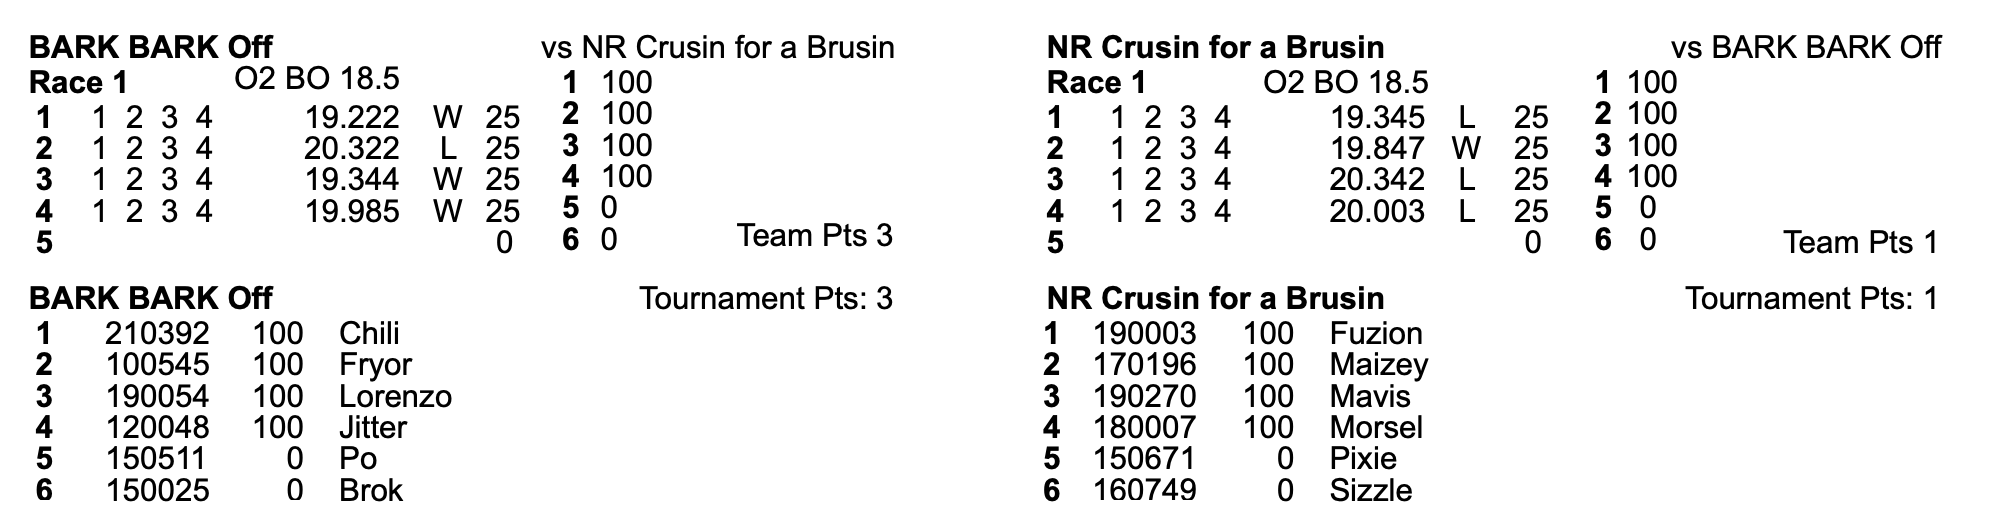 BARK BARK Off vs NR Crusin for a Brusin
Race 1 O2 BO 18.5 1 100
1 1 2 3 4 19.222 W 25 2 100
2 1 2 3 4 20.322 L 25 3 100
3 1 2 3 4 19.344 W 25 4 100
4 1 2 3 4 19.985 W 25 5 0
5 0 6 0 Team Pts 3
BARK BARK Off Tournament Pts: 3
1 210392 100 Chili
2 100545 100 Fryor
3 190054 100 Lorenzo
4 120048 100 Jitter
5 150511 0 Po
6 150025 0 Brok
NR Crusin for a Brusin vs BARK BARK Off
Race 1 O2 BO 18.5 1 100
1 1 2 3 4 19.345 L 25 2 100
2 1 2 3 4 19.847 W 25 3 100
3 1 2 3 4 20.342 L 25 4 100
4 1 2 3 4 20.003 L 25 5 0
5 0 6 0 Team Pts 1
NR Crusin for a Brusin Tournament Pts: 1
1 190003 100 Fuzion
2 170196 100 Maizey
3 190270 100 Mavis
4 180007 100 Morsel
5 150671 0 Pixie
6 160749 0 Sizzle